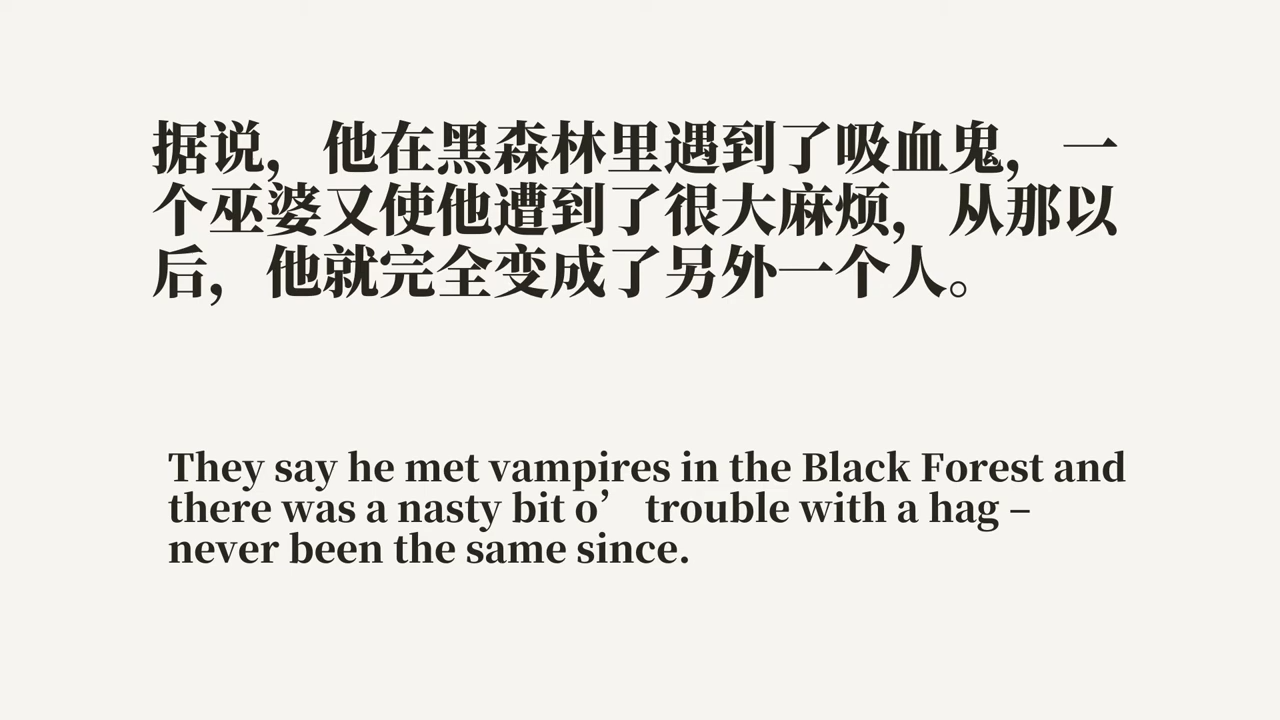 据说，他在黑森林里遇到了吸血鬼，一
个巫婆又使他遭到了很大麻烦，从那以
后，他就完全变成了另外一个人。
They say he met vampires in the Black Forest and
there was a nasty bit o’ trouble with a hag –
never been the same since.